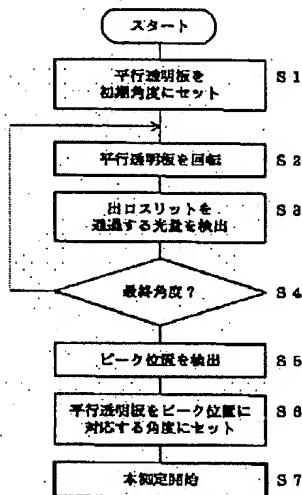 スタート
平行透明板を
初期角度にセット
S1
平行透明板を回転
S2
出口スリットを
通過する光量を検出
S3
最終角度?
S4
ピーク位置を検出
S5
平行透明板をピーク位置に
対応する角度にセット
S6
本測定開始
S7